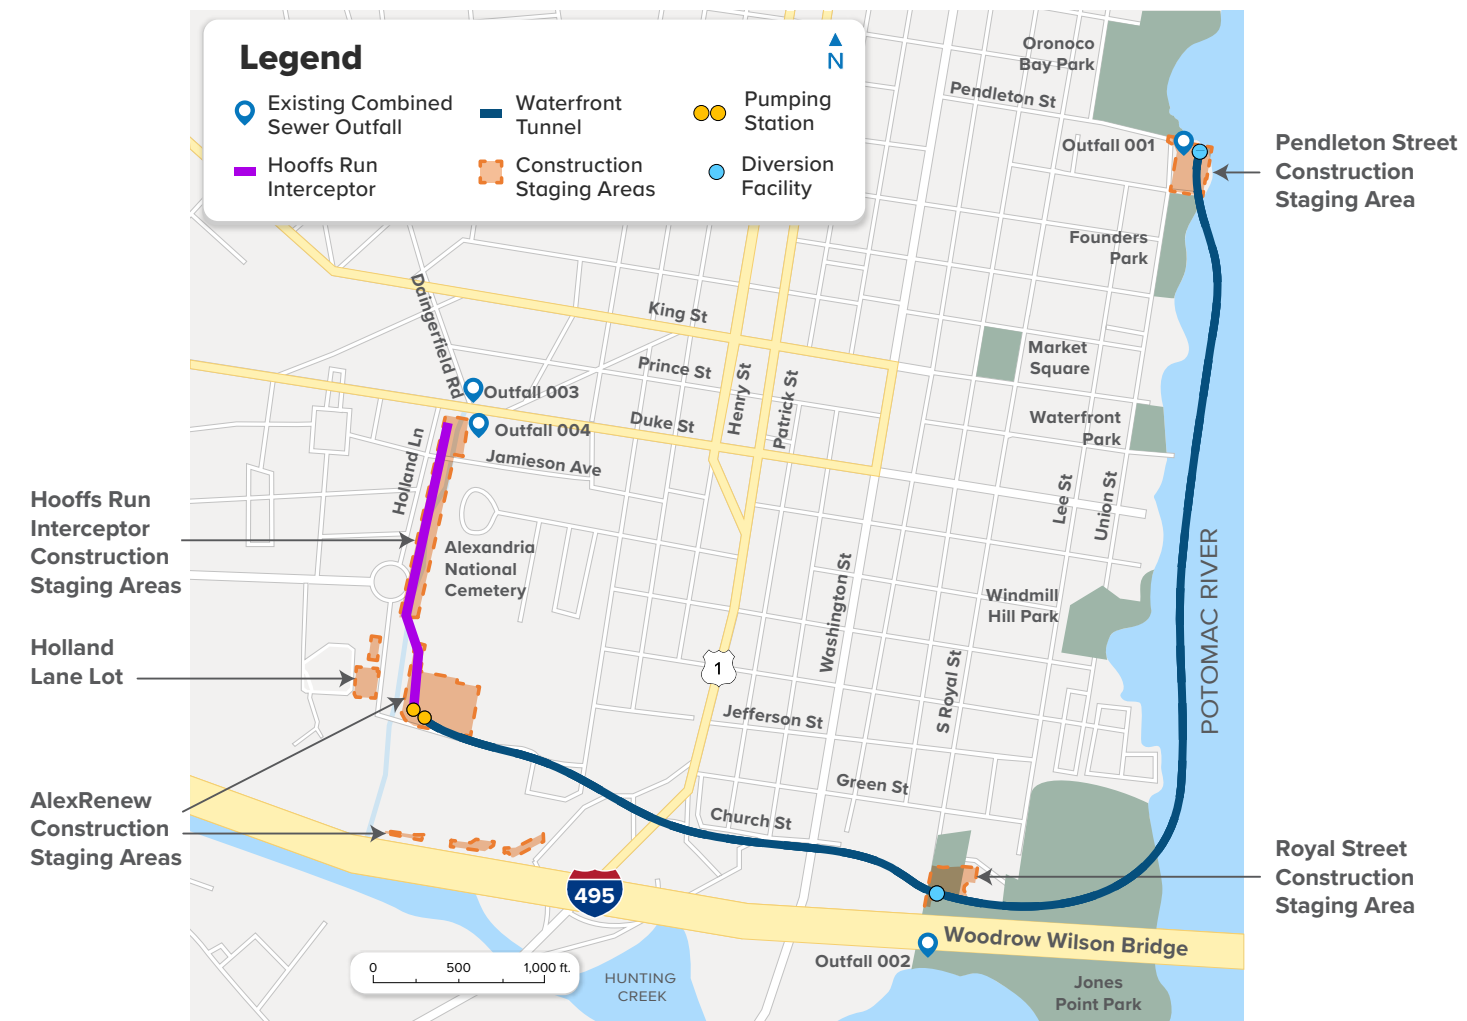 Legend
N
Existing Combined
Sewer Outfall
Waterfront
Tunnel
Pumping
Station
Hooffs Run
Interceptor
Construction
Staging Areas
Diversion
Facility
Oronoco
Bay Park
Pendleton St
Outfall 001
Pendleton Street
Construction
Staging Area
Founders
Park
Daingerfield Rd
King St
Prince St
Henry St
Patrick St
Market
Square
Outfall 003
Duke St
Outfall 004
Waterfront
Park
Jamieson Ave
Holland Ln
Lee St
Union St
Hooffs Run
Interceptor
Construction
Staging Areas
Alexandria
National
Cemetery
POTOMAC RIVER
Washington St
Windmill
Hill Park
Holland
Lane Lot
1
S Royal St
Jefferson St
Green St
Church St
AlexRenew
Construction
Staging Areas
Royal Street
Construction
Staging Area
495
Woodrow Wilson Bridge
Outfall 002
0 500 1,000 ft.
HUNTING
CREEK
Jones
Point Park